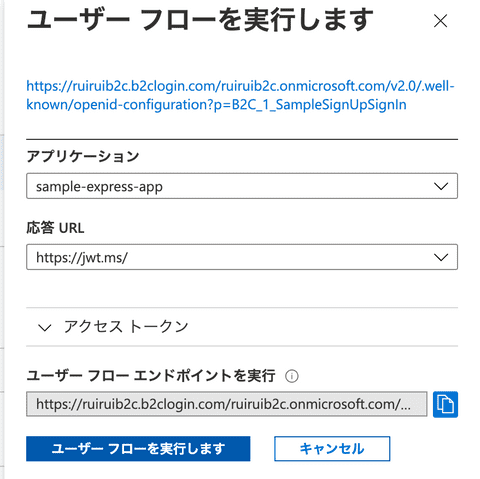 ユーザー フローを実行します
https://ruiruib2c.b2clogin.com/ruiruib2c.onmicrosoft.com/v2.0/.well-
known/openid-configuration?p=B2C_1_SampleSignUpSignIn
アプリケーション
sample-express-app
応答 URL
https://jwt.ms/
アクセス トークン
ユーザー フロー エンドポイントを実行
https://ruiruib2c.b2clogin.com/ruiruib2c.onmicrosoft.com/...
ユーザー フローを実行します
キャンセル